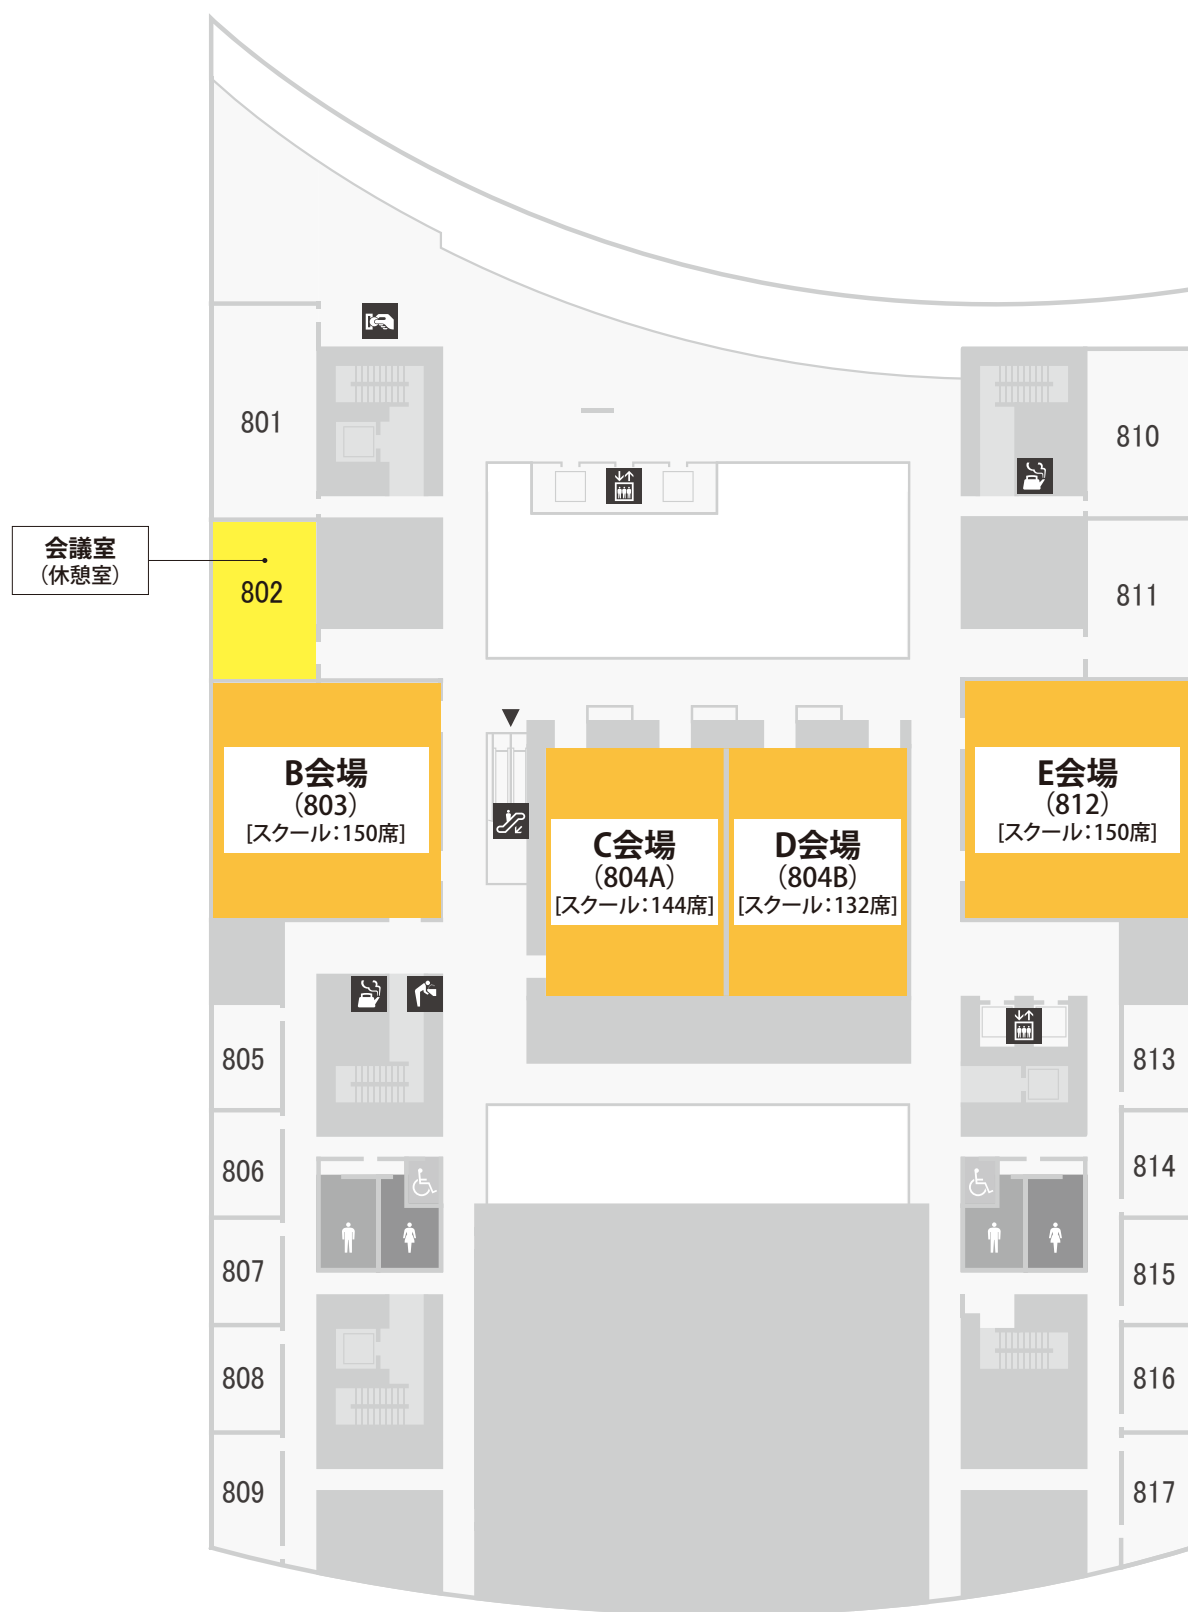 801
810
会議室
（休憩室）
802
811
B会場
（803）
[スクール：150席]
C会場
（804A）
[スクール：144席]
D会場
（804B）
[スクール：132席]
E会場
（812）
[スクール：150席]
805
813
806
814
807
815
808
816
809
817